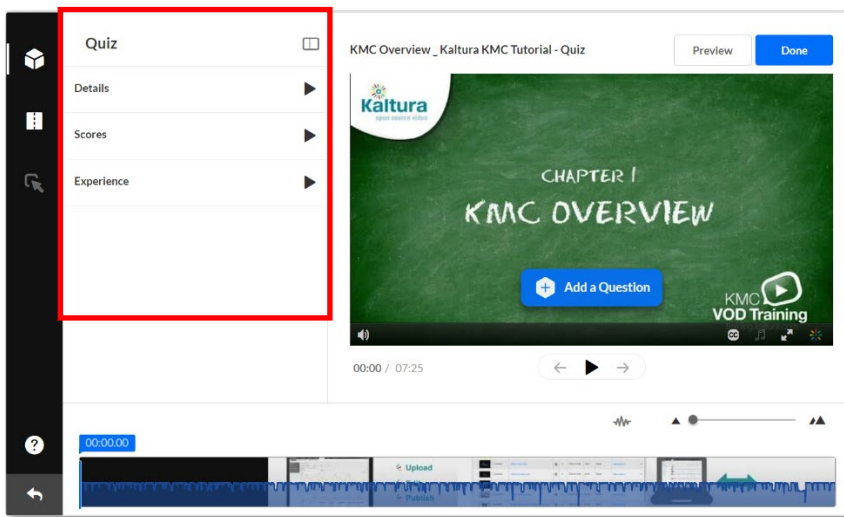 Quiz
Details
Scores
Experience
KMC Overview _ Kaltura KMC Tutorial - Quiz
Preview
Done
Kaltura
open source video
CHAPTER 1
KMC OVERVIEW
Add a Question
KMC
VOD Training
CC
00:00 / 07:25
?
00:00.00
Upload
Publish